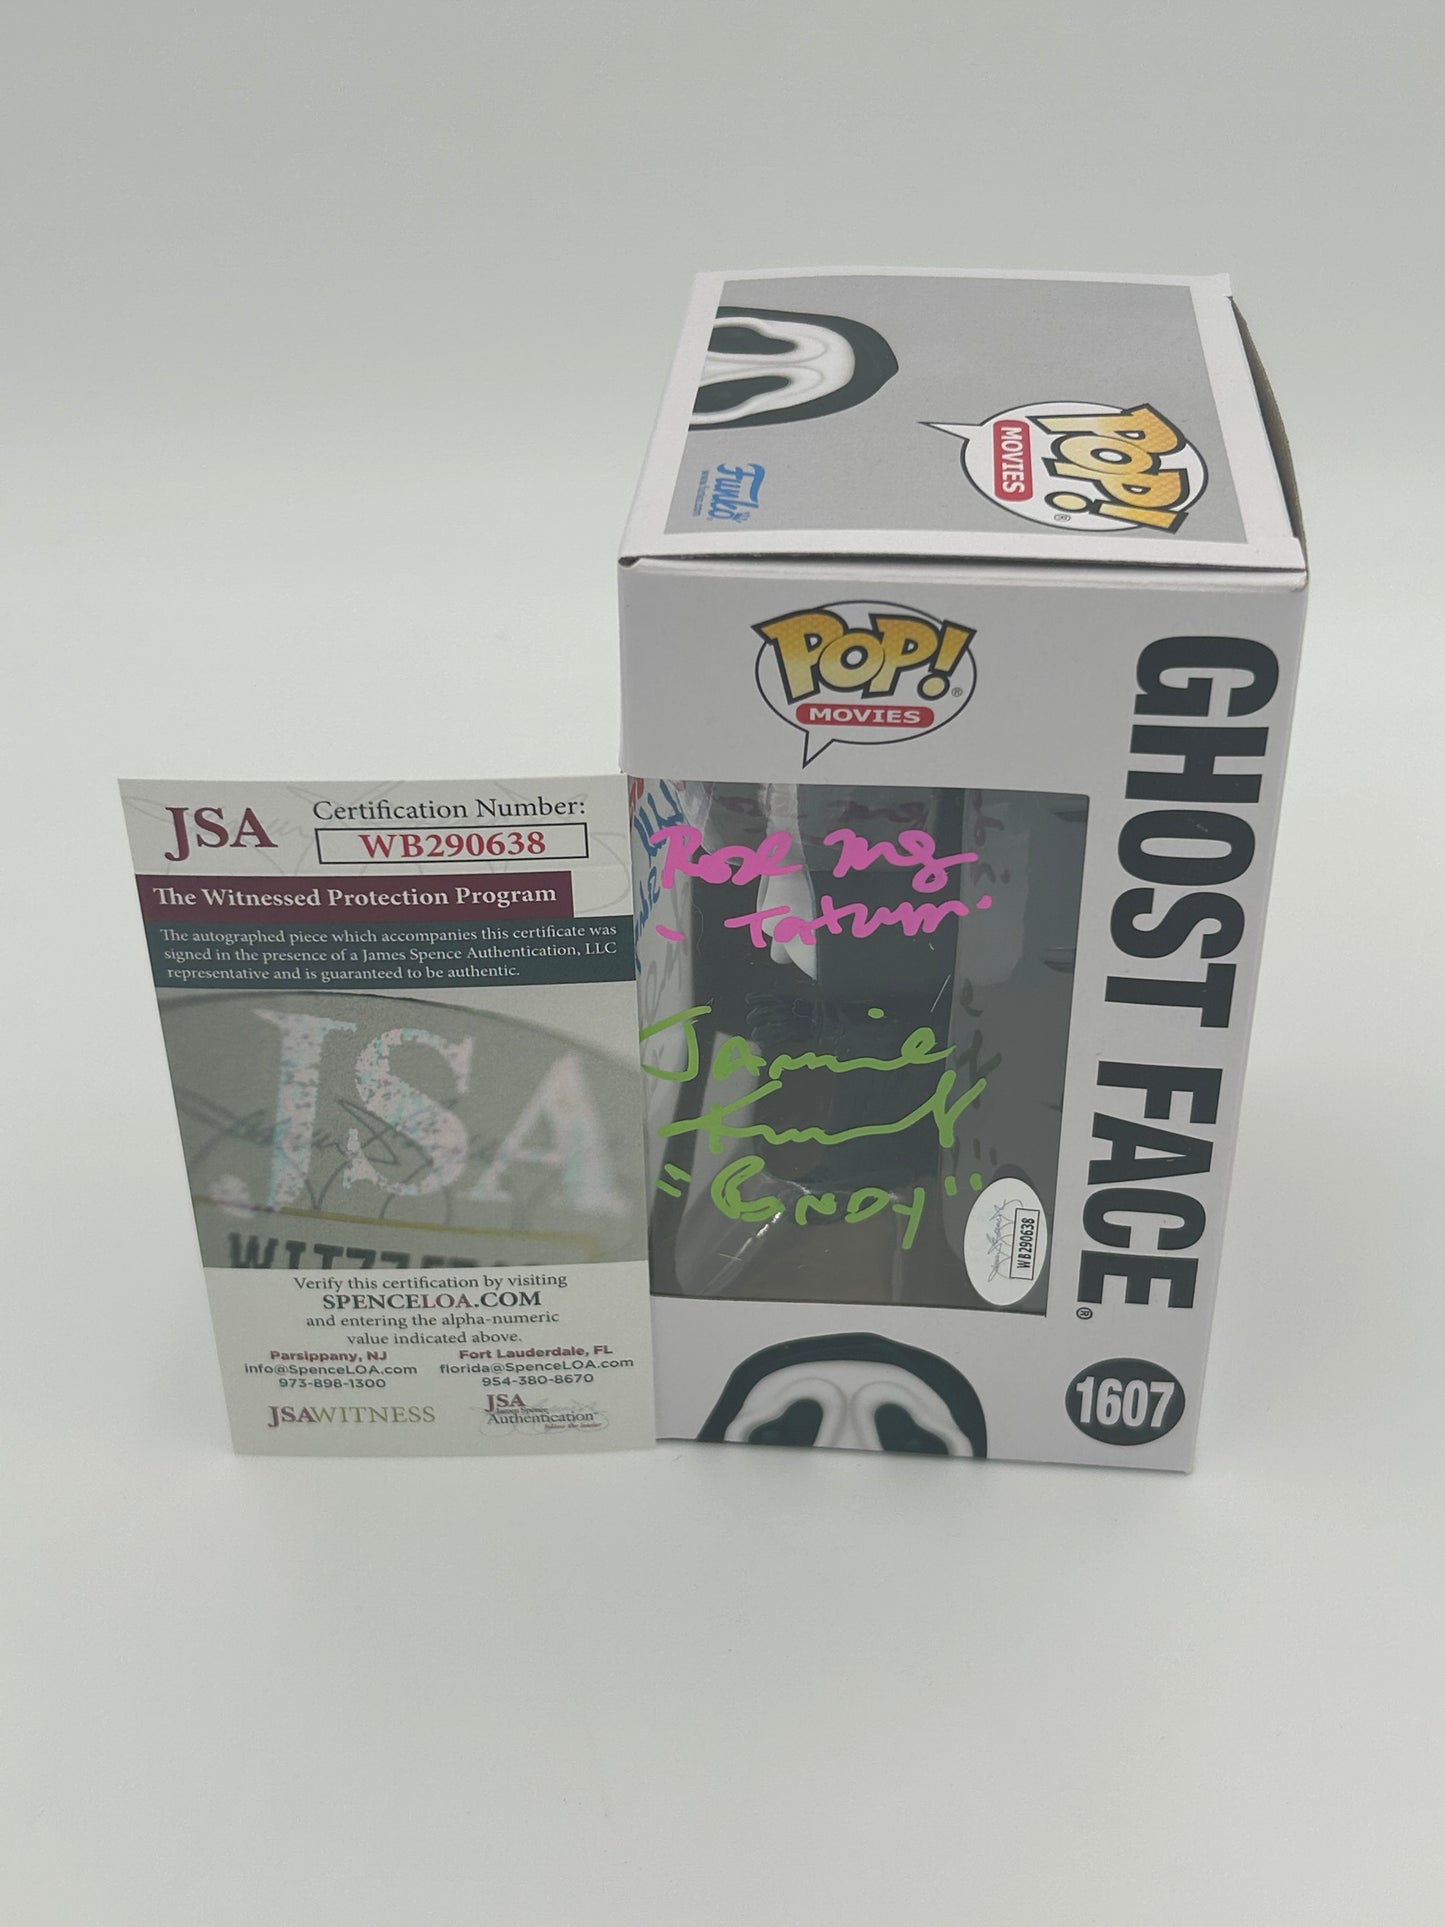 POP!
MOVIES
Funko
POP!
MOVIES
GHOST FACE
1607
Rose McG
"Tatum"
Jamie
Kennedy
"RANDY"
WB290638
JSA
Certification Number:
WB290638
The Witnessed Protection Program
The autographed piece which accompanies this certificate was
signed in the presence of a James Spence Authentication, LLC
representative and is guaranteed to be authentic.
JSA
Verify this certification by visiting
SPENCELOA.COM
and entering the alpha-numeric
value indicated above.
Parsippany, NJ
info@SpenceLOA.com
973-898-1300
Fort Lauderdale, FL
florida@SpenceLOA.com
954-380-8670
JSAWITNESS
JSA
James Spence
Authentication